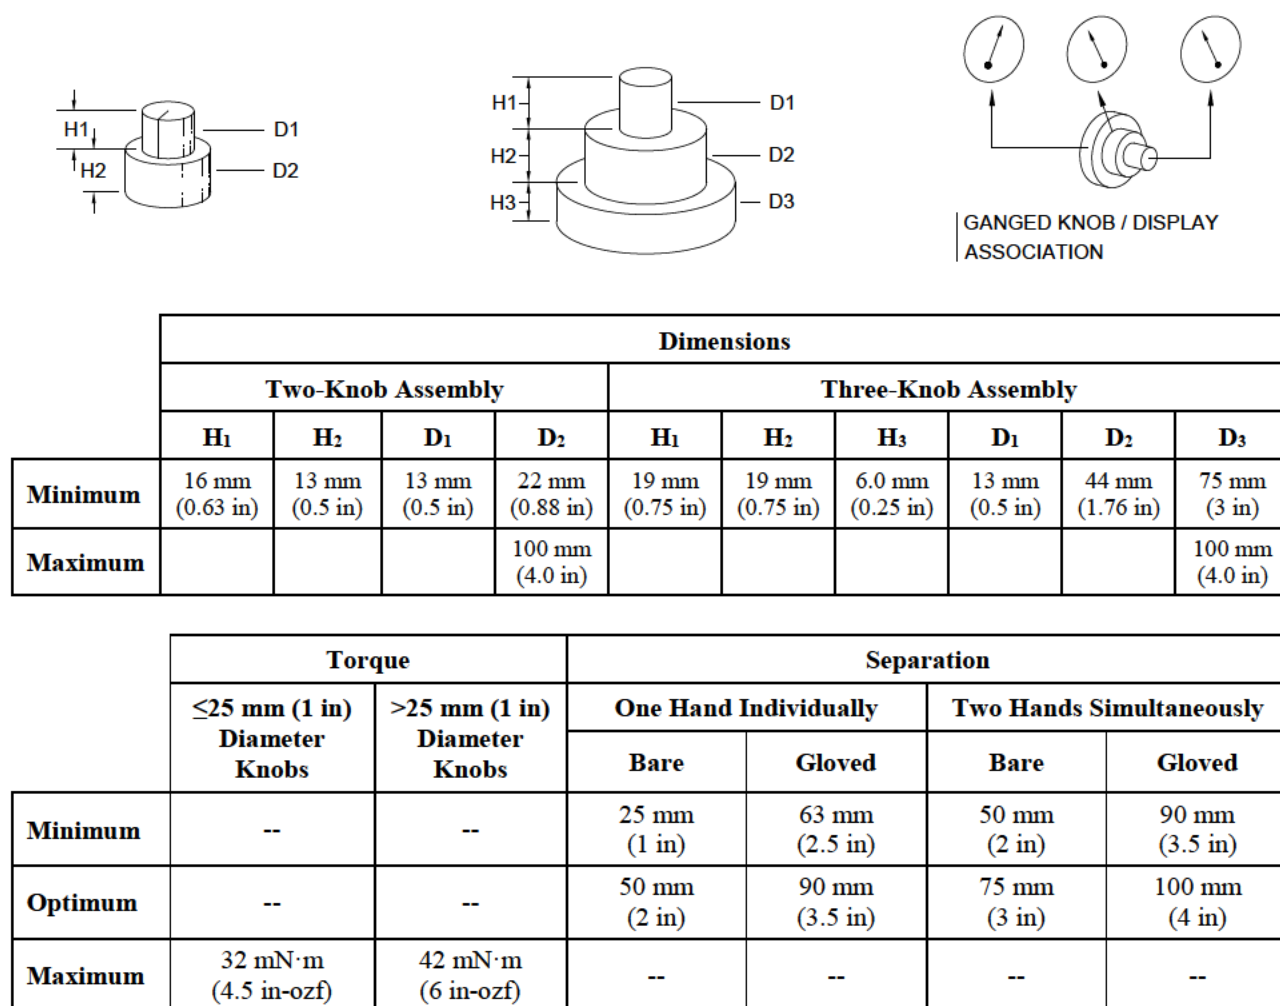 H1
D1
H2
D2
H1
D1
H2
D2
H3
D3
GANGED KNOB / DISPLAY
ASSOCIATION
Dimensions
Two-Knob Assembly Three-Knob Assembly
H1 H2 D1 D2 H1 H2 H3 D1 D2 D3
Minimum 16 mm (0.63 in) 13 mm (0.5 in) 13 mm (0.5 in) 22 mm (0.88 in) 19 mm (0.75 in) 19 mm (0.75 in) 6.0 mm (0.25 in) 13 mm (0.5 in) 44 mm (1.76 in) 75 mm (3 in)
Maximum 100 mm (4.0 in) 100 mm (4.0 in)
Torque Separation
≤25 mm (1 in) Diameter Knobs >25 mm (1 in) Diameter Knobs One Hand Individually Two Hands Simultaneously
Bare Gloved Bare Gloved
Minimum -- -- 25 mm (1 in) 63 mm (2.5 in) 50 mm (2 in) 90 mm (3.5 in)
Optimum -- -- 50 mm (2 in) 90 mm (3.5 in) 75 mm (3 in) 100 mm (4 in)
Maximum 32 mN·m (4.5 in-ozf) 42 mN·m (6 in-ozf) -- -- -- --